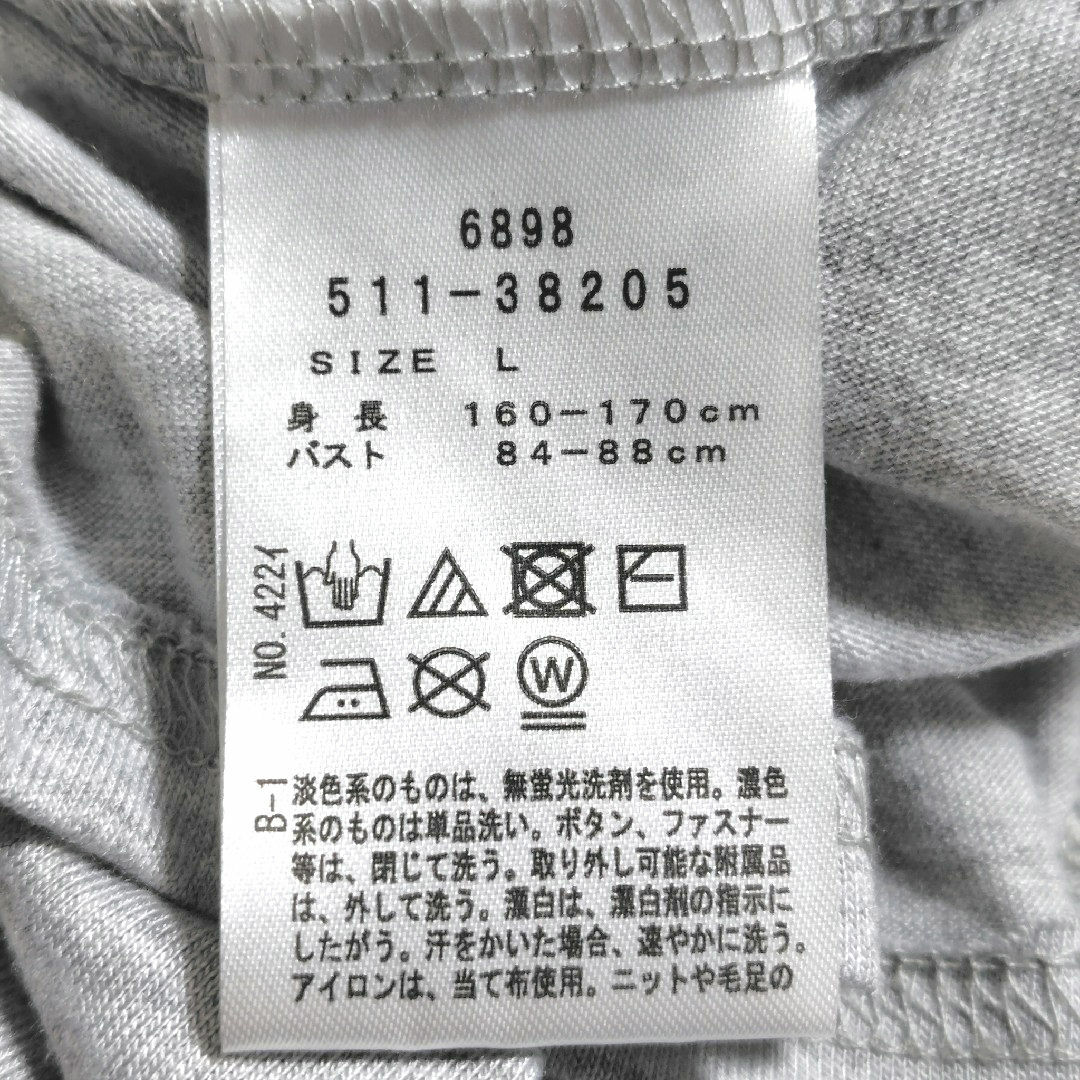 6898
511-38205
SIZE L
身長 160-170cm
バスト 84-88cm
NO. 422イ
W
B-1
淡色系のものは、無蛍光洗剤を使用。濃色
系のものは単品洗い。ボタン、ファスナー
等は、閉じて洗う。取り外し可能な附属品
は、外して洗う。漂白は、漂白剤の指示に
したがう。汗をかいた場合、速やかに洗う。
アイロンは、当て布使用。ニットや毛足の